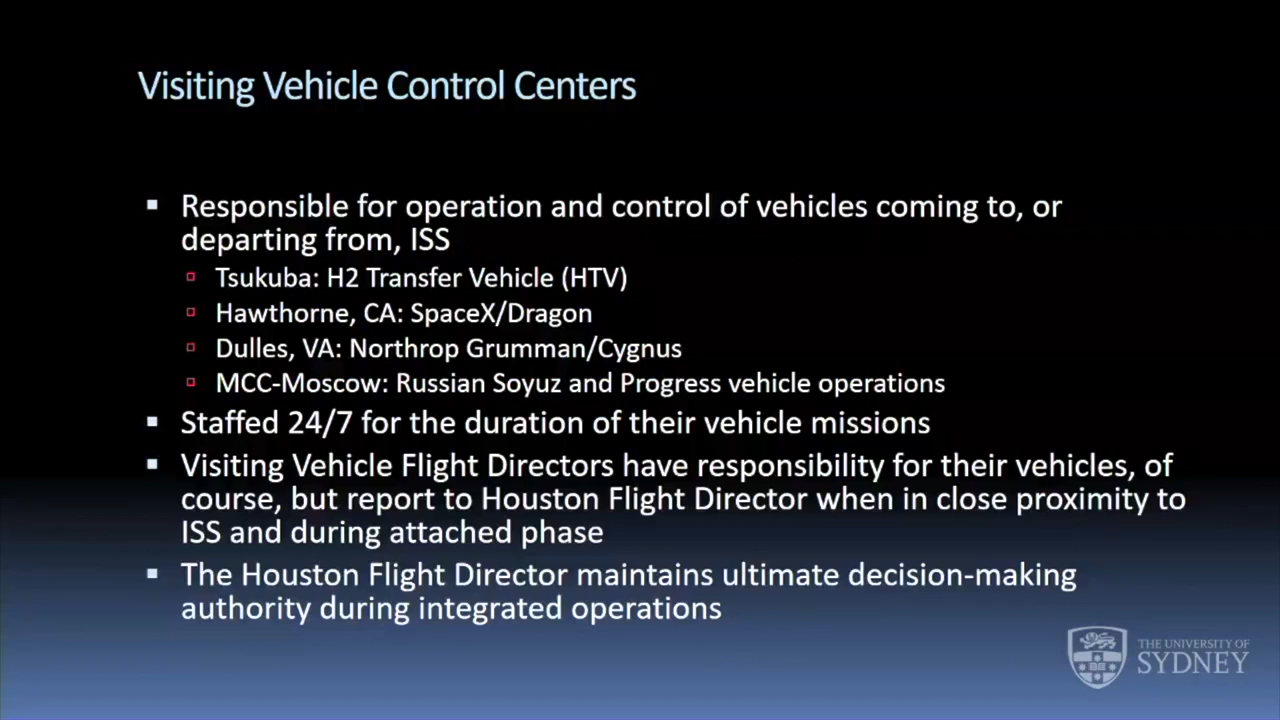 Visiting Vehicle Control Centers
▪ Responsible for operation and control of vehicles coming to, or
departing from, ISS
▫ Tsukuba: H2 Transfer Vehicle (HTV)
▫ Hawthorne, CA: SpaceX/Dragon
▫ Dulles, VA: Northrop Grumman/Cygnus
▫ MCC-Moscow: Russian Soyuz and Progress vehicle operations
▪ Staffed 24/7 for the duration of their vehicle missions
▪ Visiting Vehicle Flight Directors have responsibility for their vehicles, of
course, but report to Houston Flight Director when in close proximity to
ISS and during attached phase
▪ The Houston Flight Director maintains ultimate decision-making
authority during integrated operations
THE UNIVERSITY OF
SYDNEY